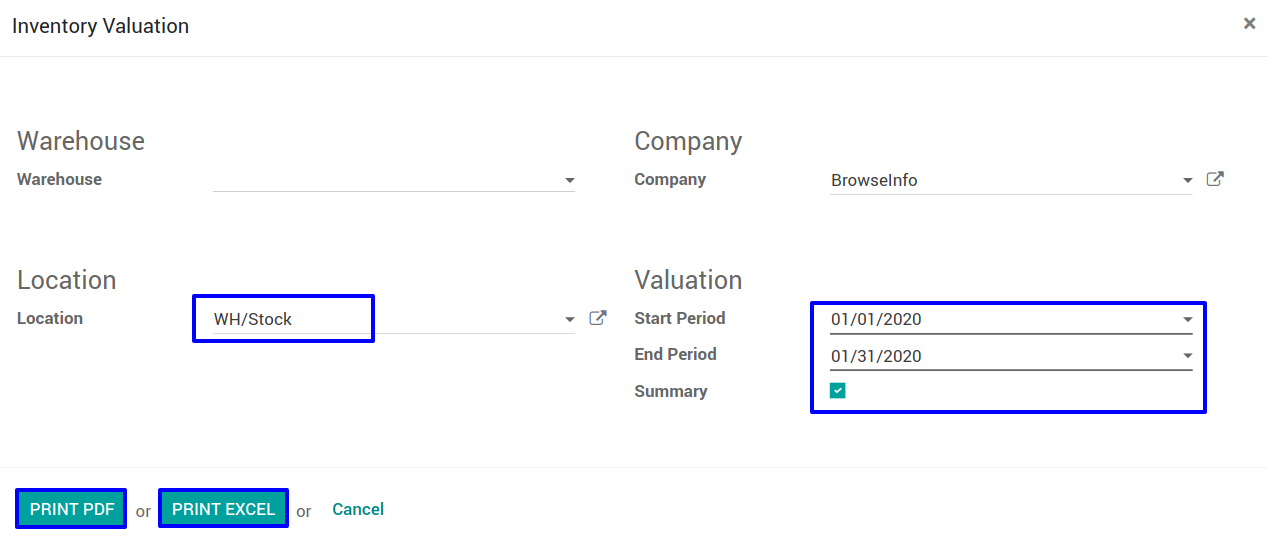 Inventory Valuation ×
Warehouse Company
Warehouse
Company BrowseInfo
Location Valuation
Location WH/Stock
Start Period 01/01/2020
End Period 01/31/2020
Summary
PRINT PDF or PRINT EXCEL or Cancel